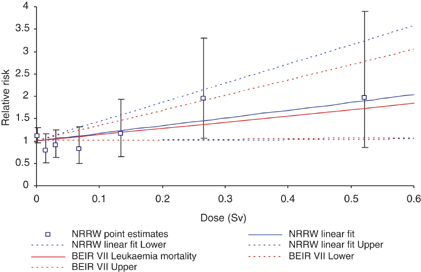 4
3.5
3
2.5
2
1.5
1
0.5
0
Relative risk
0 0.1 0.2 0.3 0.4 0.5 0.6
Dose (Sv)
NRRW point estimates NRRW linear fit
NRRW linear fit Lower NRRW linear fit Upper
BEIR VII Leukaemia mortality BEIR VII Lower
BEIR VII Upper